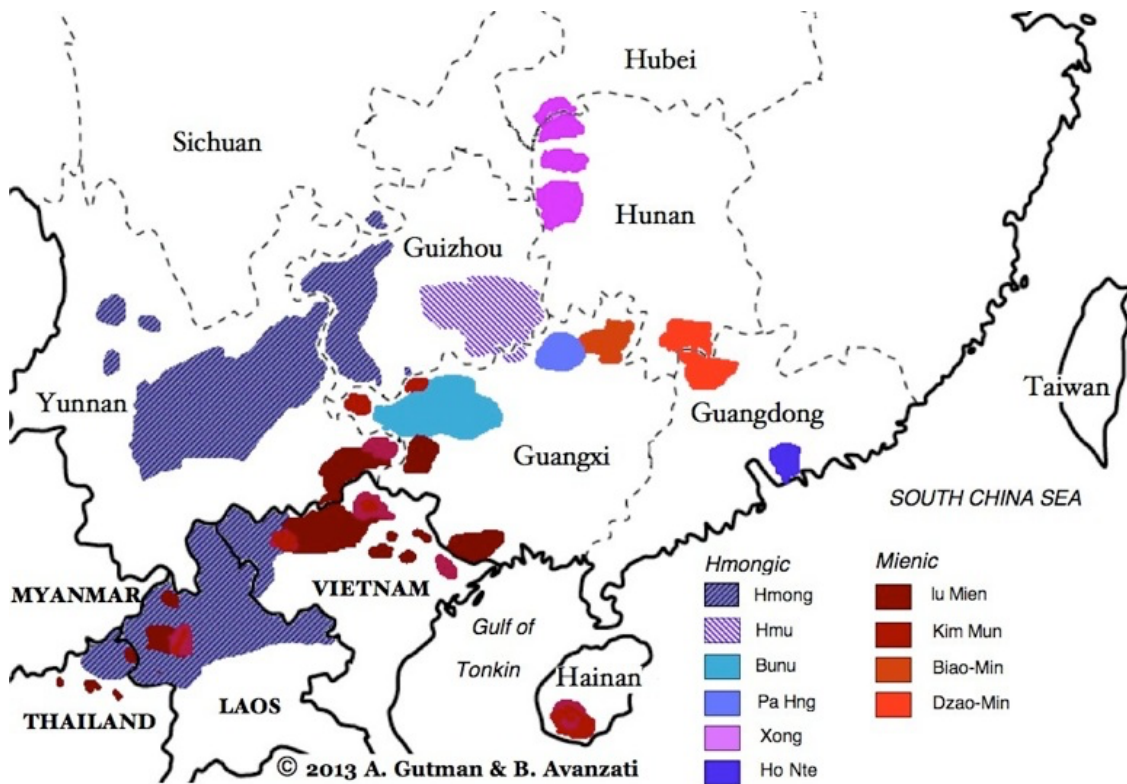 Hubei
Sichuan
Hunan
Guizhou
Taiwan
Yunnan
Guangdong
Guangxi
SOUTH CHINA SEA
MYANMAR
VIETNAM
Gulf of
Tonkin
Hainan
THAILAND
LAOS
Hmongic
Hmong
Hmu
Bunu
Pa Hng
Xong
Ho Nte
Mienic
Iu Mien
Kim Mun
Biao-Min
Dzao-Min
© 2013 A. Gutman & B. Avanzati